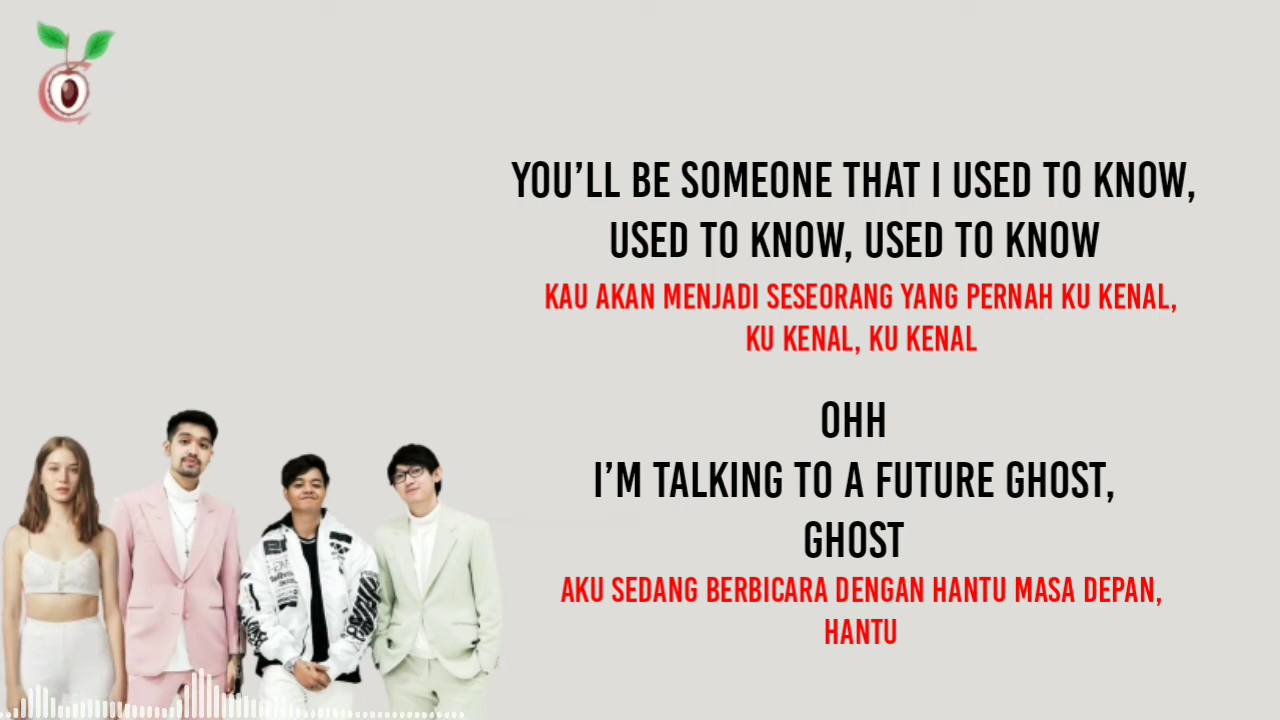 YOU'LL BE SOMEONE THAT I USED TO KNOW,
USED TO KNOW, USED TO KNOW
KAU AKAN MENJADI SESEORANG YANG PERNAH KU KENAL,
KU KENAL, KU KENAL
OHH
I'M TALKING TO A FUTURE GHOST,
GHOST
AKU SEDANG BERBICARA DENGAN HANTU MASA DEPAN,
HANTU